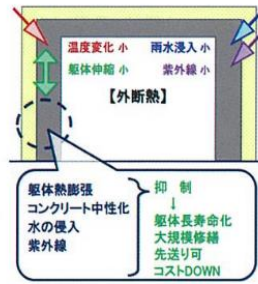 温度変化 小 雨水浸入 小
躯体伸縮 小 紫外線 小
【外断熱】
躯体熱膨張
コンクリート中性化
水の侵入
紫外線
抑 制
↓
躯体長寿命化
大規模修繕
先送り可
コストDOWN